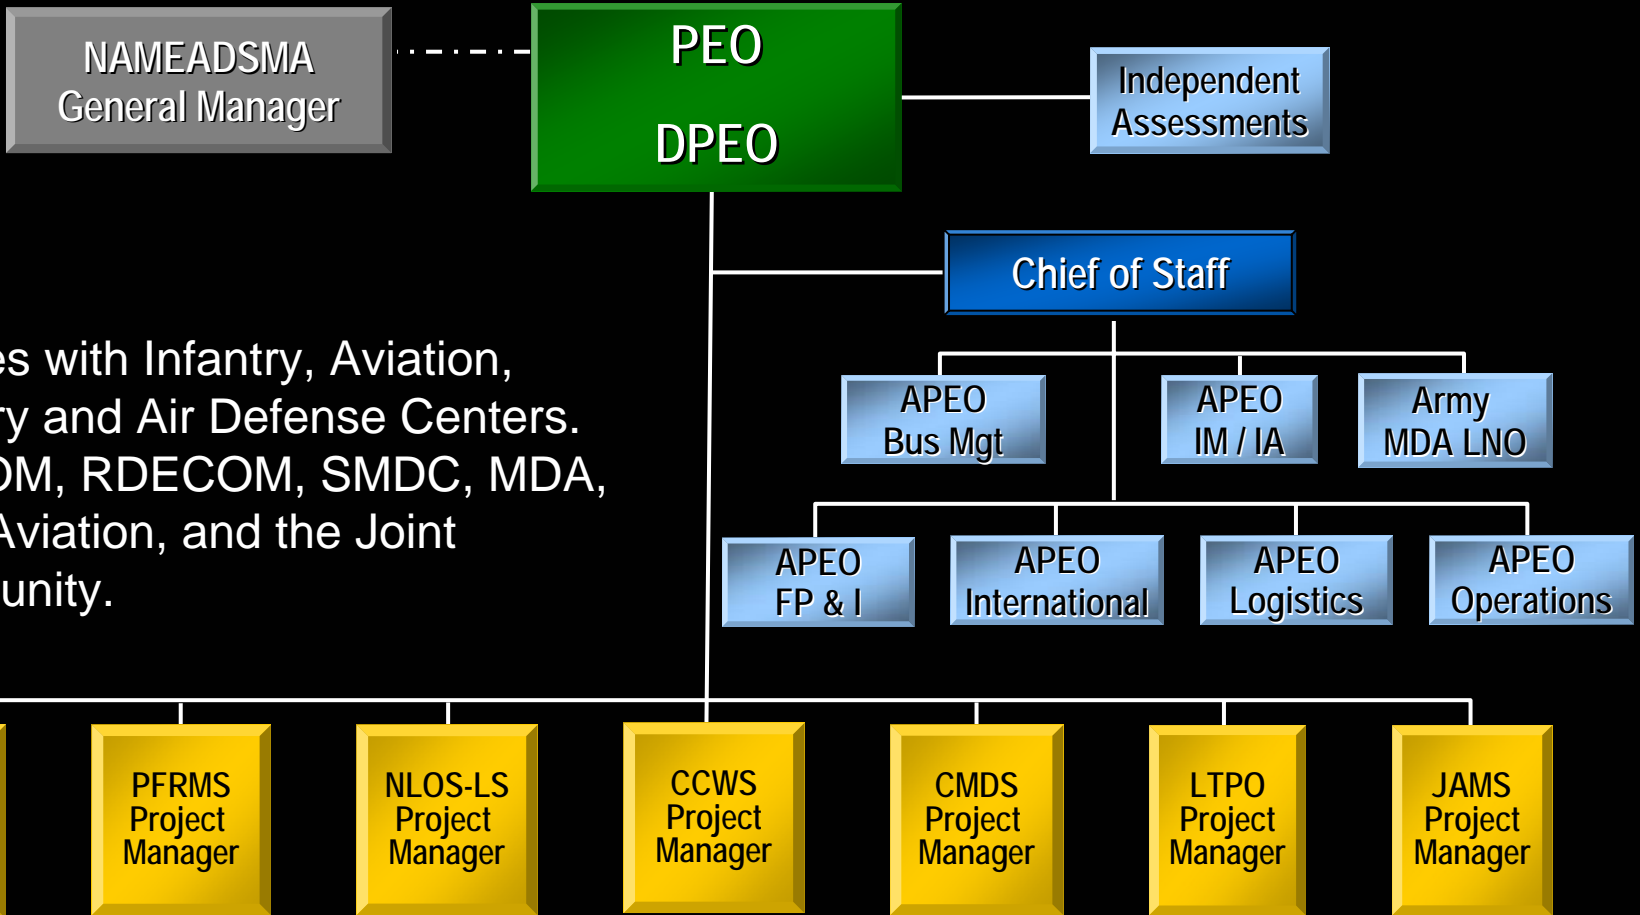 NAMEADSMA
General Manager
PEO
DPEO
Independent
Assessments
Chief of Staff
with Infantry, Aviation,
and Air Defense Centers.
RDECOM, SMDC, MDA,
Aviation, and the Joint
APEO
Bus Mgt
APEO
IM / IA
Army
MDA LNO
APEO
FP & I
APEO
International
APEO
Logistics
APEO
Operations
PFRMS
Project
Manager
NLOS-LS
Project
Manager
CCWS
Project
Manager
CMDS
Project
Manager
LTPO
Project
Manager
JAMS
Project
Manager